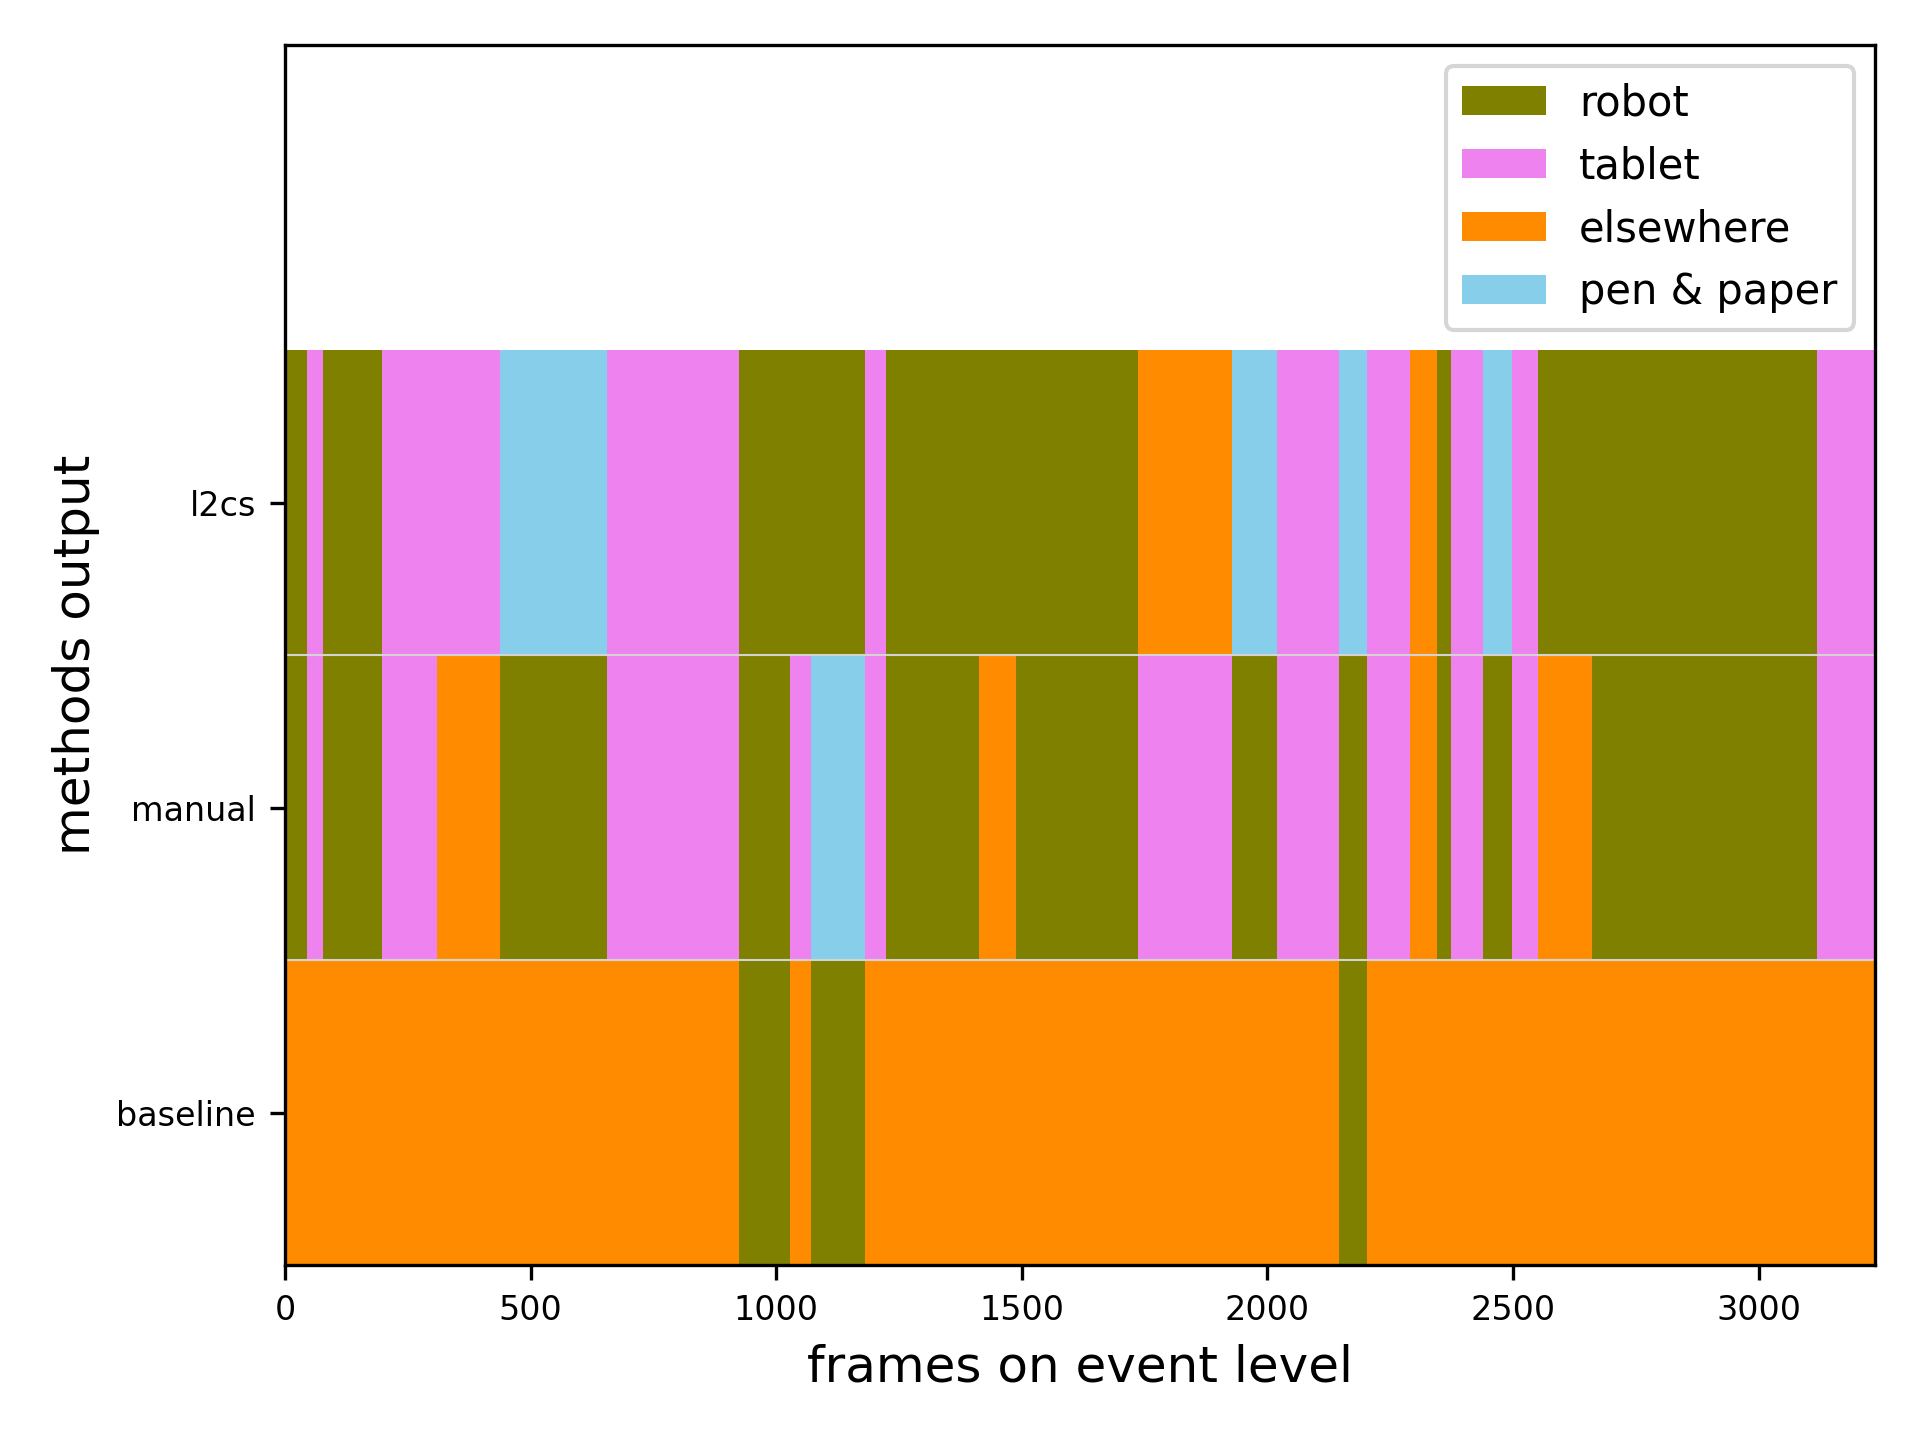 robot
tablet
elsewhere
pen & paper
methods output
l2cs
manual
baseline
0 500 1000 1500 2000 2500 3000
frames on event level